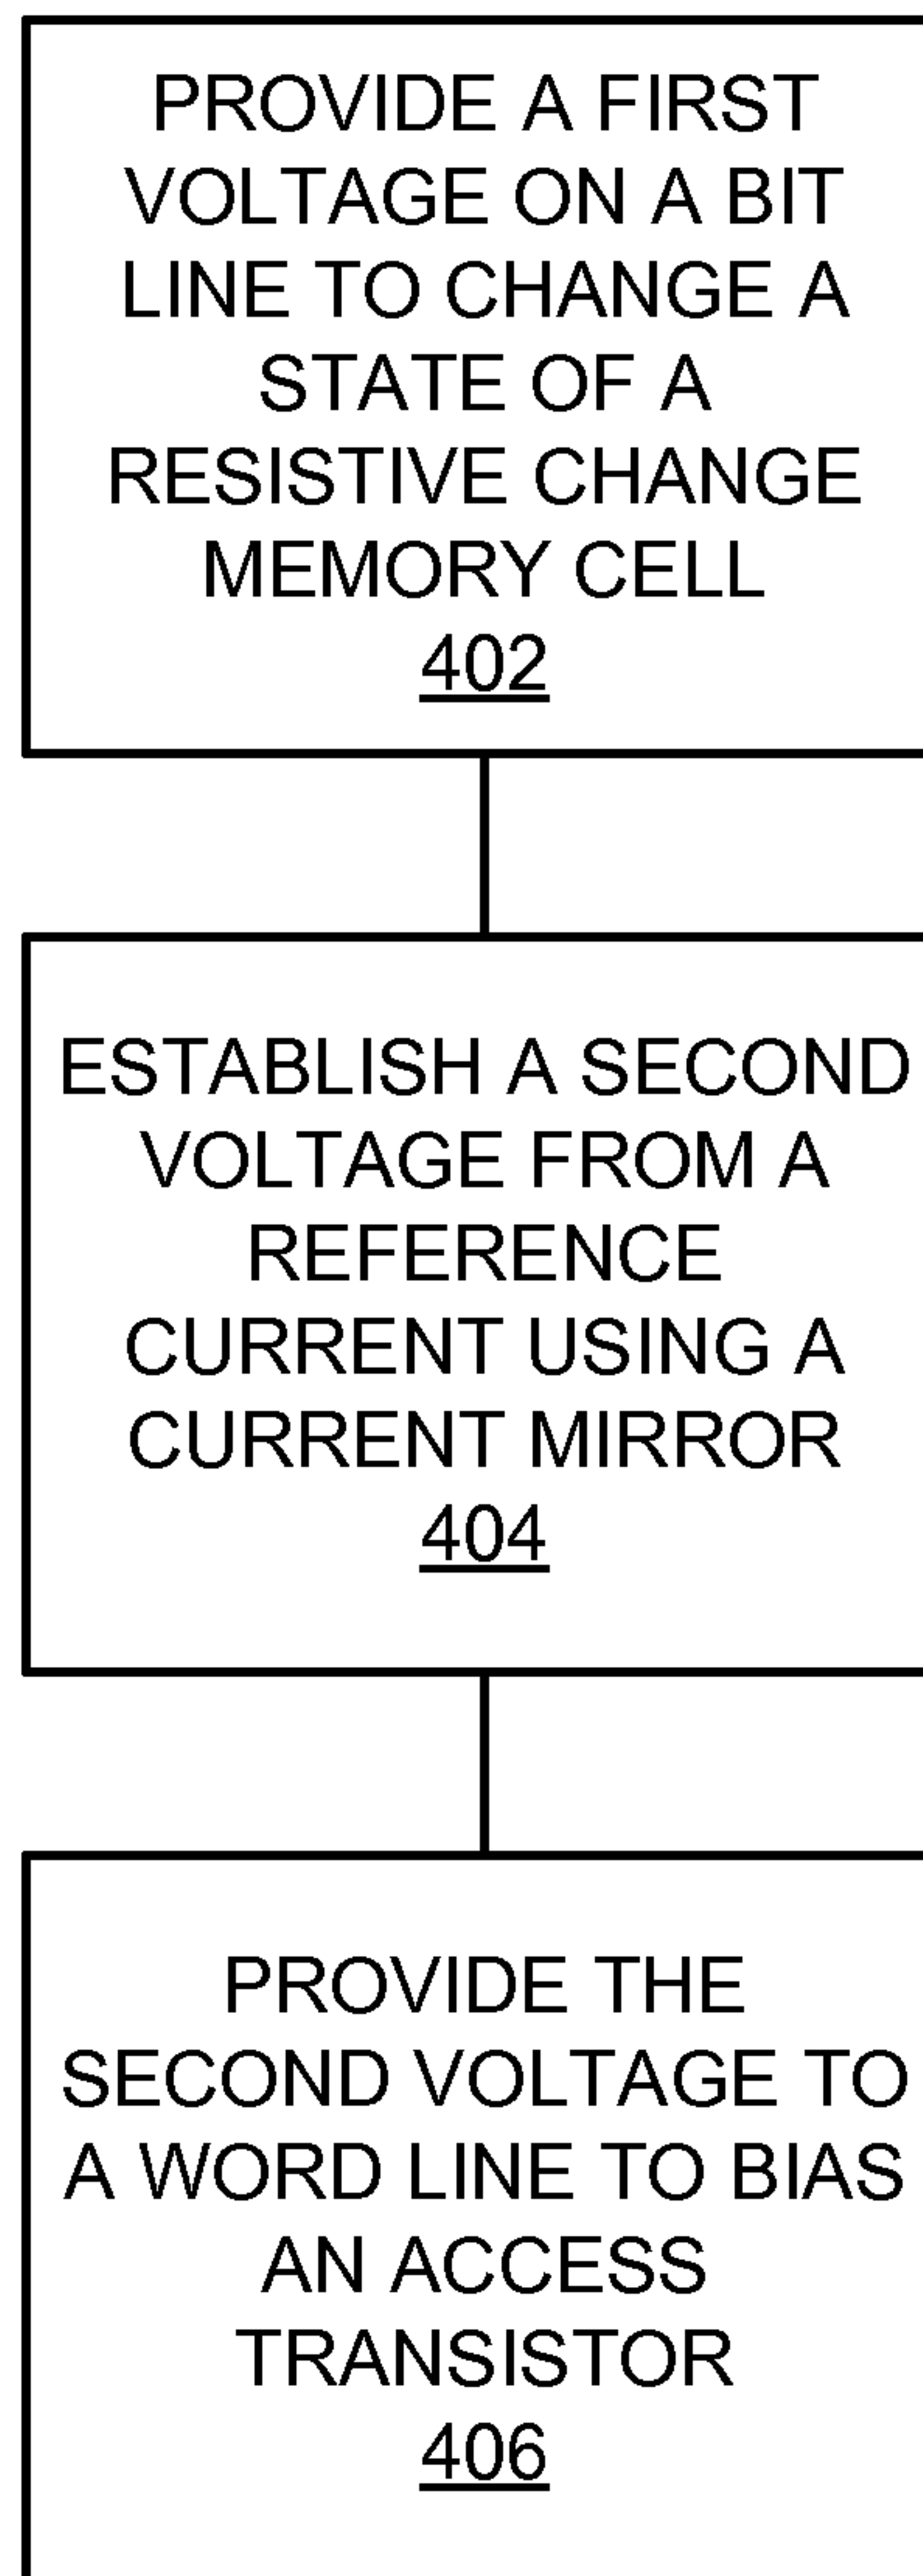 PROVIDE A FIRST
VOLTAGE ON A BIT
LINE TO CHANGE A
STATE OF A
RESISTIVE CHANGE
MEMORY CELL
402
ESTABLISH A SECOND
VOLTAGE FROM A
REFERENCE
CURRENT USING A
CURRENT MIRROR
404
PROVIDE THE
SECOND VOLTAGE TO
A WORD LINE TO BIAS
AN ACCESS
TRANSISTOR
406